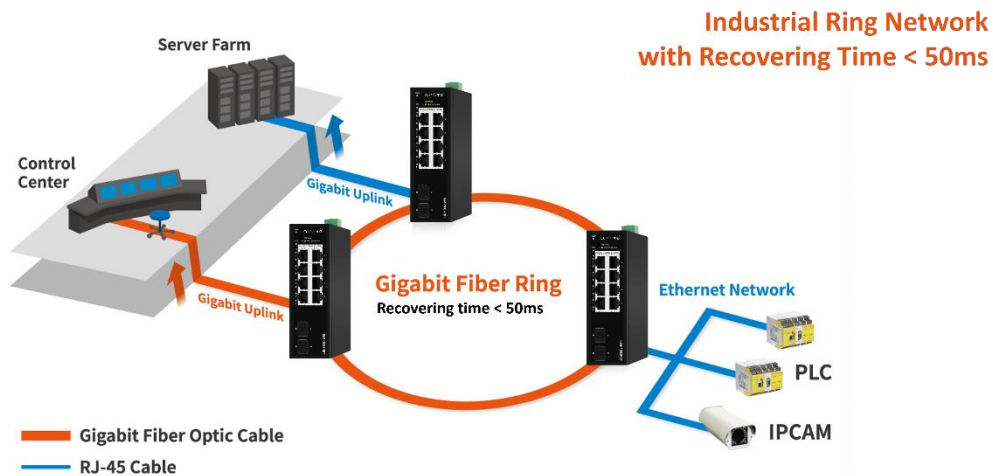 Industrial Ring Network
with Recovering Time < 50ms
Server Farm
Control
Center
Gigabit Uplink
Gigabit Uplink
Gigabit Fiber Ring
Recovering time < 50ms
Ethernet Network
PLC
IPCAM
Gigabit Fiber Optic Cable
RJ-45 Cable